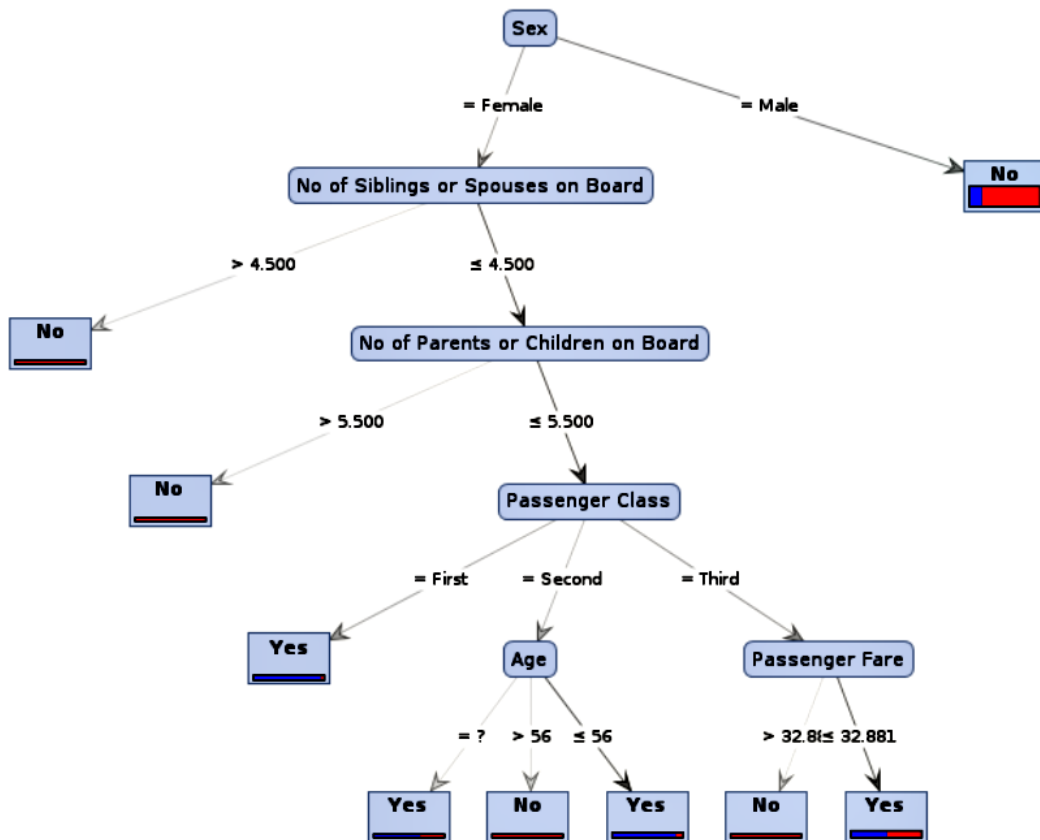 Sex
= Female
= Male
No of Siblings or Spouses on Board
No
> 4.500
≤ 4.500
No
No of Parents or Children on Board
> 5.500
≤ 5.500
No
Passenger Class
= First
= Second
= Third
Yes
Age
Passenger Fare
= ?
> 56
≤ 56
> 32.88
≤ 32.881
Yes
No
Yes
No
Yes